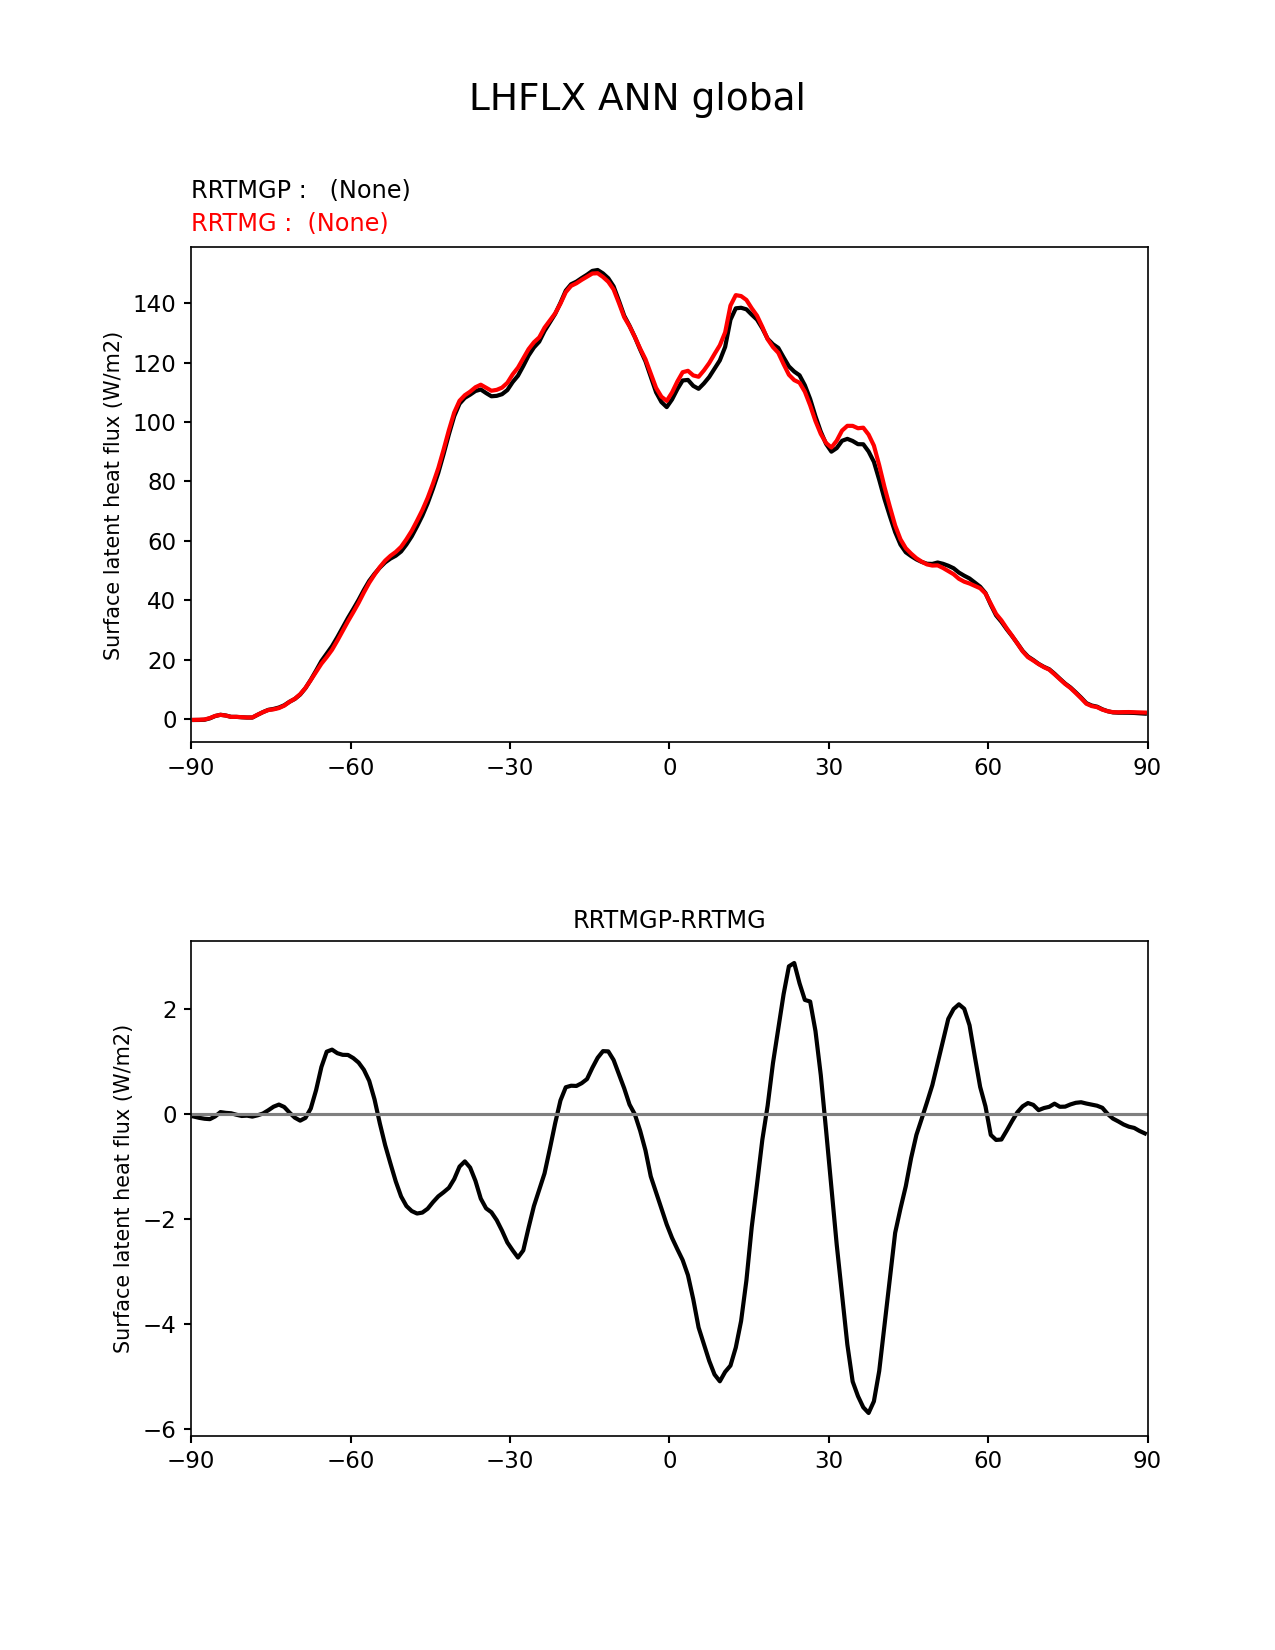 LHFLX ANN global
RRTMGP :   (None)
RRTMG :  (None)
Surface latent heat flux (W/m2)
140
120
100
80
60
40
20
0
−90 −60 −30 0 30 60 90
RRTMGP-RRTMG
Surface latent heat flux (W/m2)
2
0
−2
−4
−6
−90 −60 −30 0 30 60 90